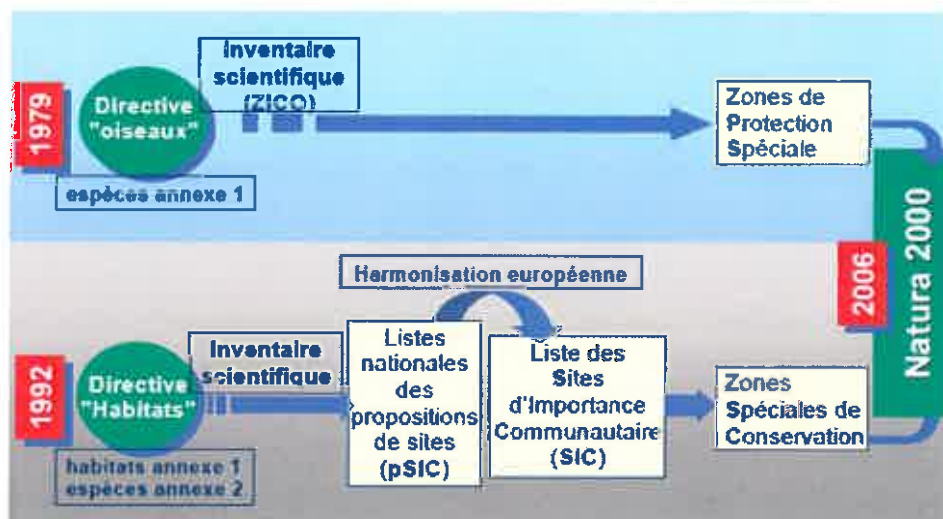 1979
Directive
"oiseaux"
espèces annexe 1
Inventaire
scientifique
(ZICO)
Zones de
Protection
Spéciale
Natura 2000
2006
Harmonisation européenne
1992
Directive
"Habitats"
habitats annexe 1
espèces annexe 2
Inventaire
scientifique
Listes
nationales
des
propositions
de sites
(pSIC)
Liste des
Sites
d'Importance
Communautaire
(SIC)
Zones
Spéciales de
Conservation